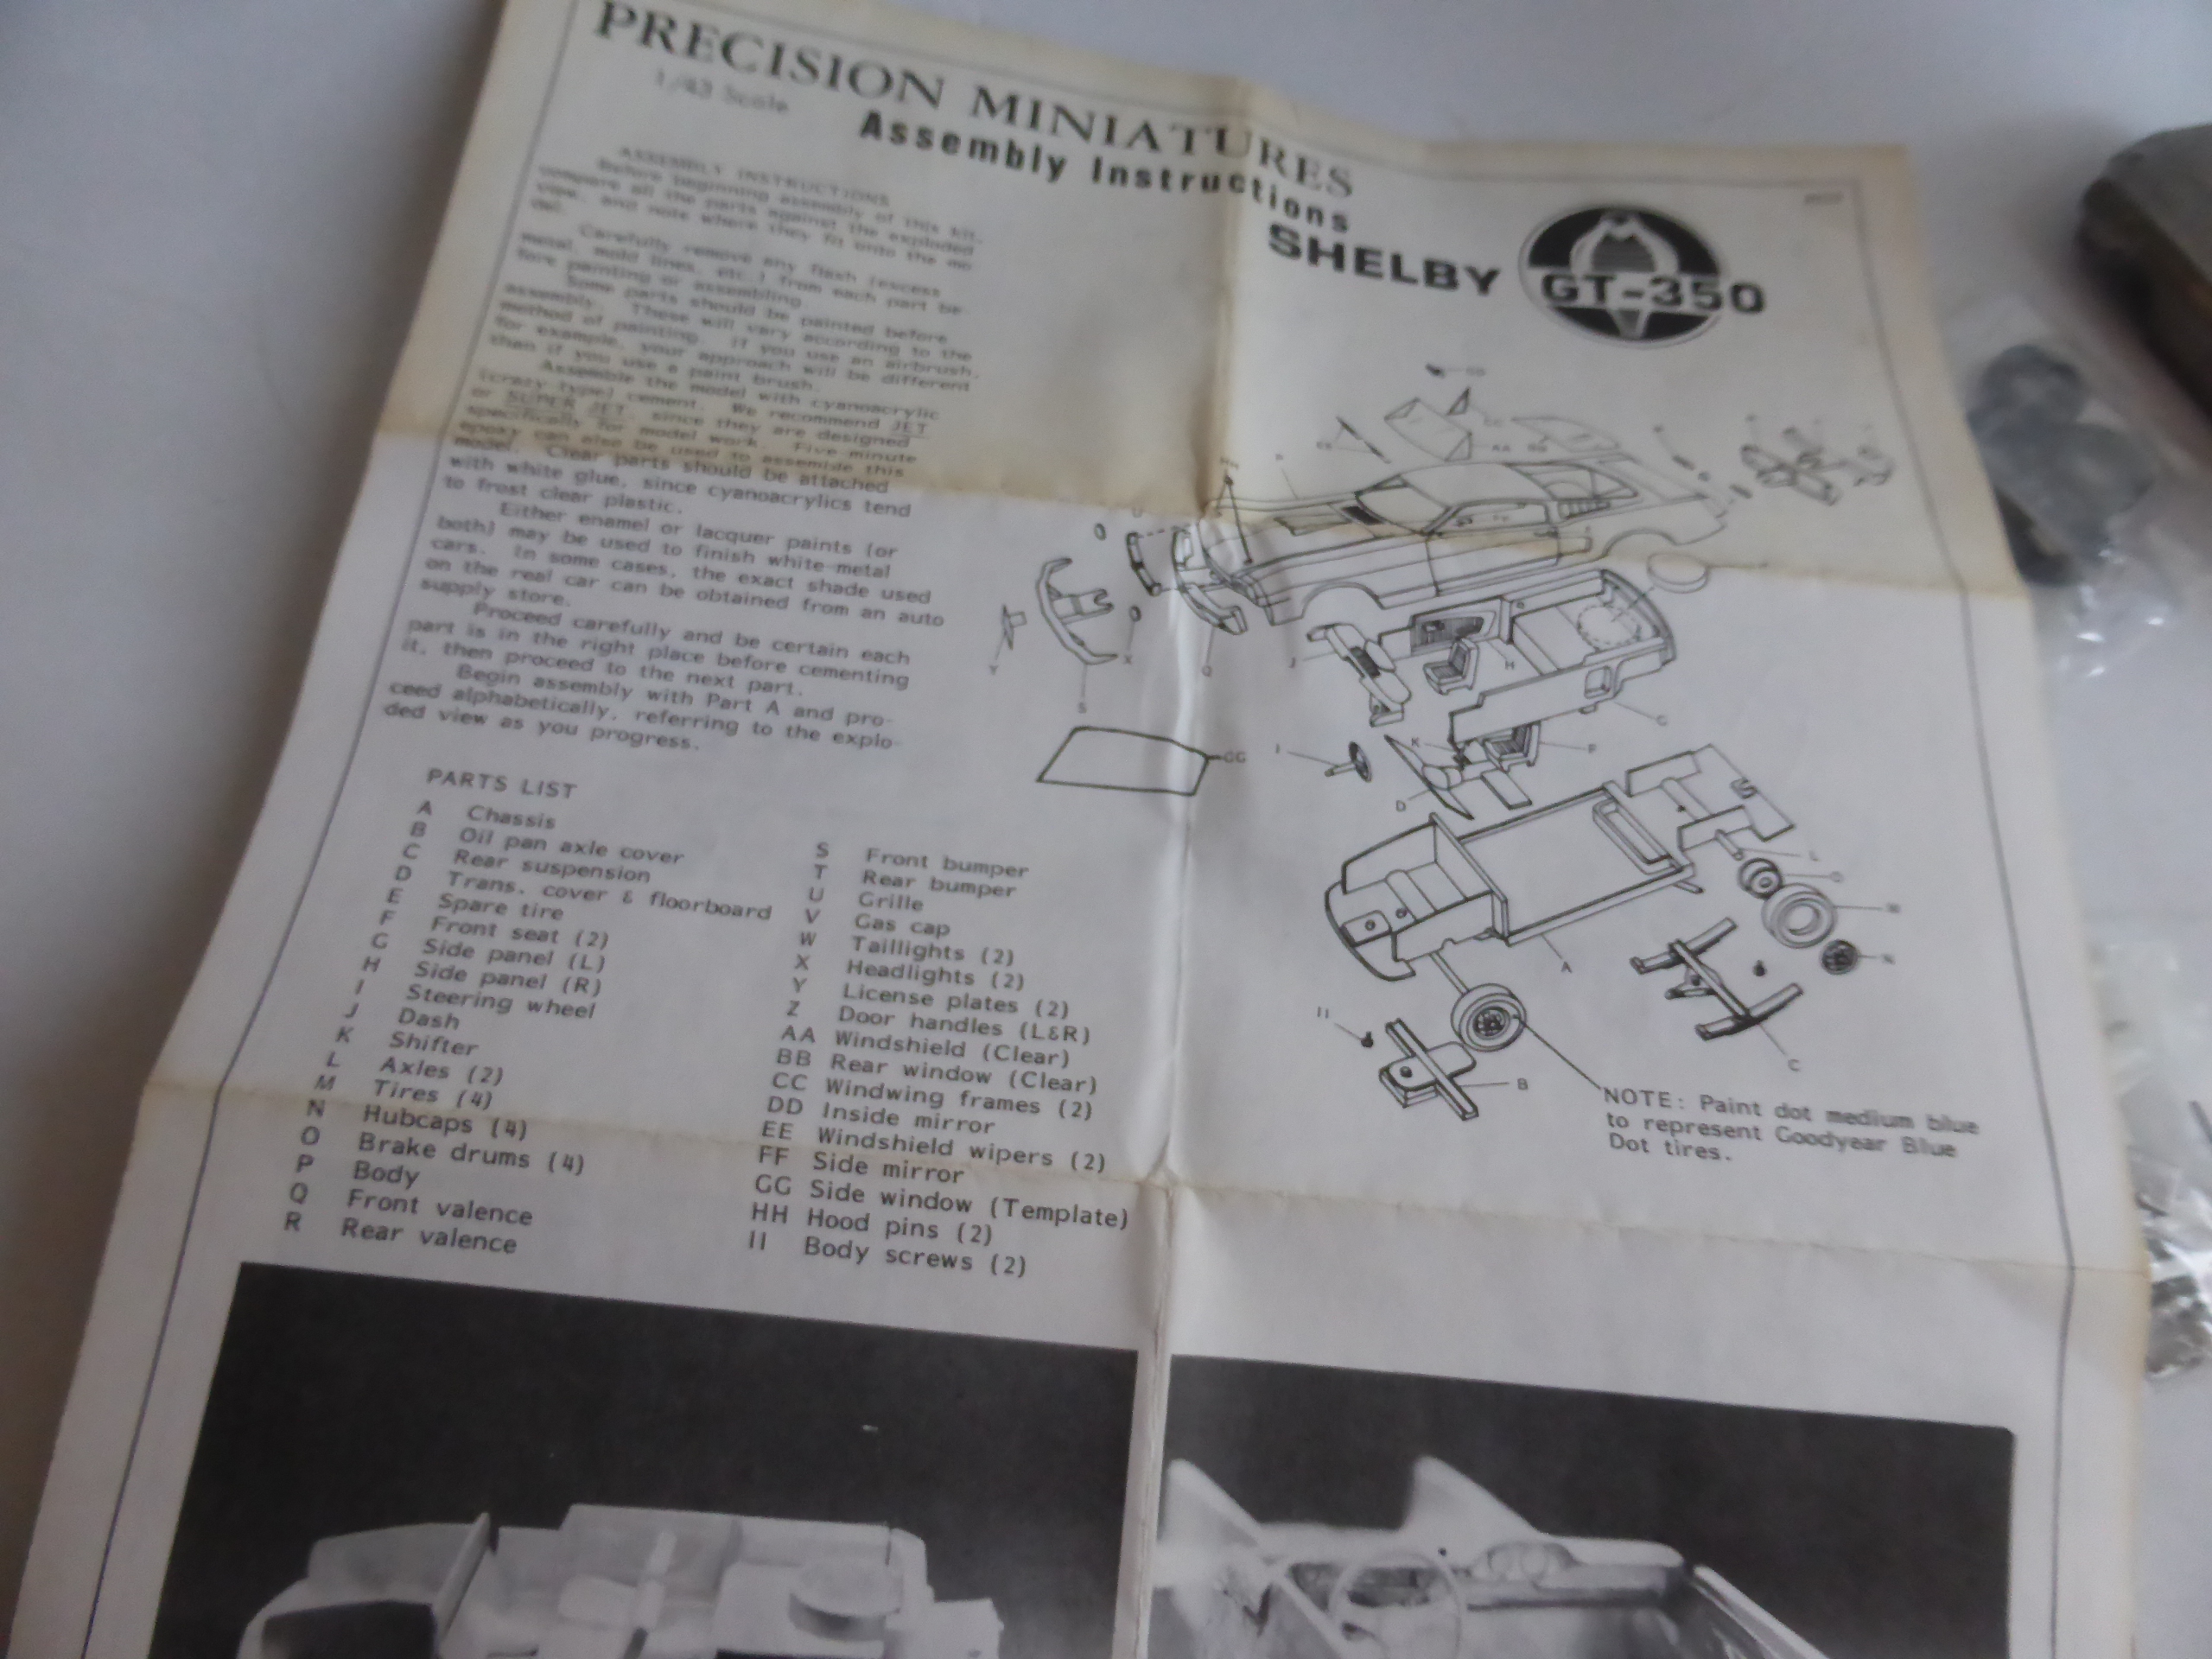 PRECISION MINIATURES
1/43 Scale
Assembly Instructions
SHELBY GT-350
ASSEMBLY INSTRUCTIONS
Before beginning assembly of this kit,
compare all the parts against the exploded
view, and note where they fit onto the mo-
del.
Carefully remove any flash (excess
metal, mold lines, etc.) from each part be-
fore painting or assembling.
Some parts should be painted before
assembly. These will vary according to the
method of painting. If you use an airbrush,
for example, your approach will be different
than if you use a paint brush.
Assemble the model with cyanoacrylic
(crazy type) cement. We recommend JET
or SUPER JET, since they are designed
specifically for model work. Five-minute
epoxy can also be used to assemble this
model. Clear parts should be attached
with white glue, since cyanoacrylics tend
to frost clear plastic.
Either enamel or lacquer paints (or
both) may be used to finish white-metal
cars. In some cases, the exact shade used
on the real car can be obtained from an auto
supply store.
Proceed carefully and be certain each
part is in the right place before cementing
it, then proceed to the next part.
Begin assembly with Part A and pro-
ceed alphabetically, referring to the explo-
ded view as you progress.
PARTS LIST
A Chassis
B Oil pan axle cover
C Rear suspension
D Trans. cover & floorboard
E Spare tire
F Front seat (2)
G Side panel (L)
H Side panel (R)
I Steering wheel
J Dash
K Shifter
L Axles (2)
M Tires (4)
N Hubcaps (4)
O Brake drums (4)
P Body
Q Front valence
R Rear valence
S Front bumper
T Rear bumper
U Grille
V Gas cap
W Taillights (2)
X Headlights (2)
Y License plates (2)
Z Door handles (L&R)
AA Windshield (Clear)
BB Rear window (Clear)
CC Windwing frames (2)
DD Inside mirror
EE Windshield wipers (2)
FF Side mirror
GG Side window (Template)
HH Hood pins (2)
II Body screws (2)
DD
CC
EE
AA BB
HH
U
Y
X
S
Q
J
H
G
GG
I
K
F
D
L
O
M
N
A
C
II
B
NOTE: Paint dot medium blue
to represent Goodyear Blue
Dot tires.